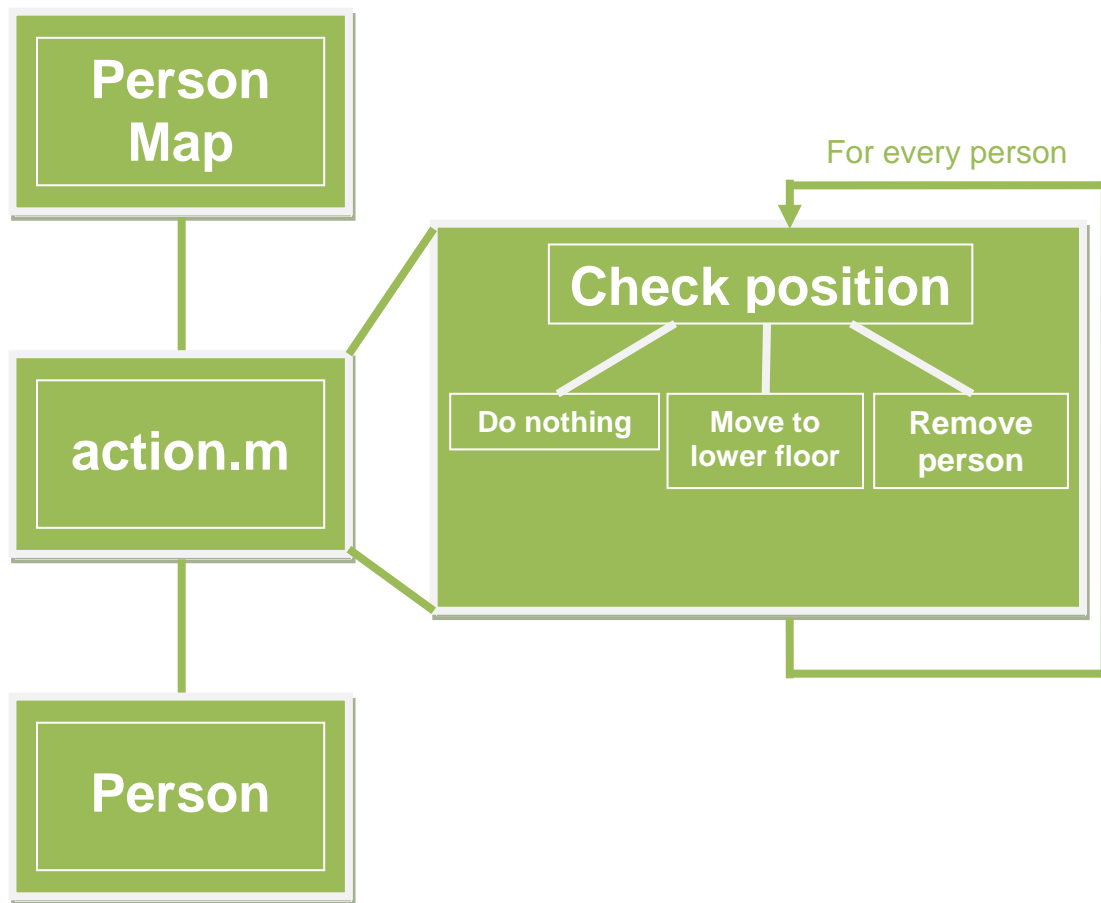 Person
Map
For every person
Check position
Do nothing
Move to
lower floor
Remove
person
action.m
Person